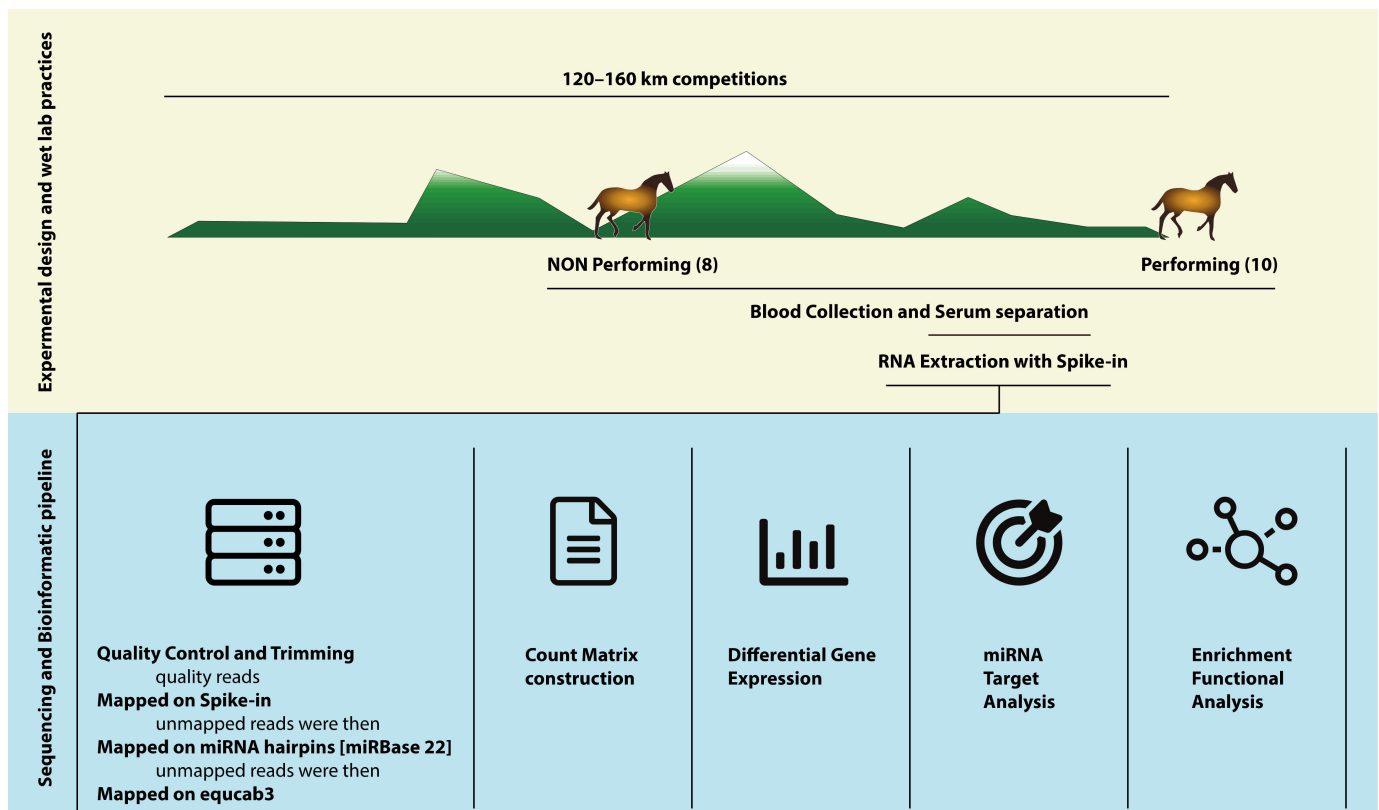 Expermental design and wet lab practices
120–160 km competitions
NON Performing (8)
Performing (10)
Blood Collection and Serum separation
RNA Extraction with Spike-in
Sequencing and Bioinformatic pipeline
Quality Control and Trimming
quality reads
Mapped on Spike-in
unmapped reads were then
Mapped on miRNA hairpins [miRBase 22]
unmapped reads were then
Mapped on equcab3
Count Matrix
construction
Differential Gene
Expression
miRNA
Target
Analysis
Enrichment
Functional
Analysis